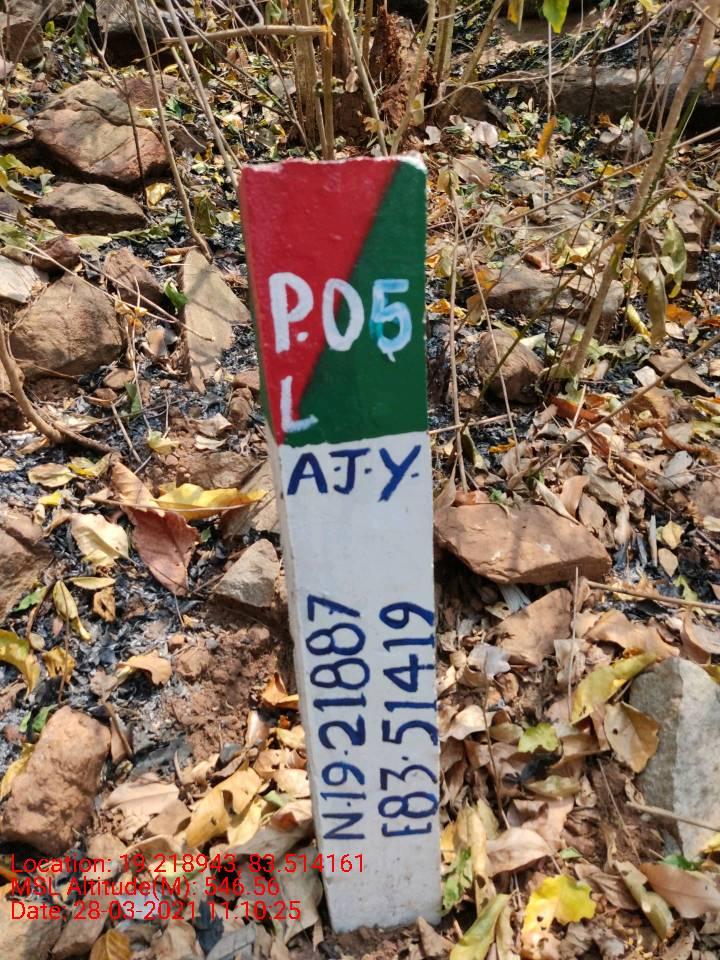 P.05
L
A.J.Y.
N-19-21887
E83-51419
Location: 19.218943, 83.514161
MSL Altitude(M): 546.56
Date: 28-03-2021 11.10.25